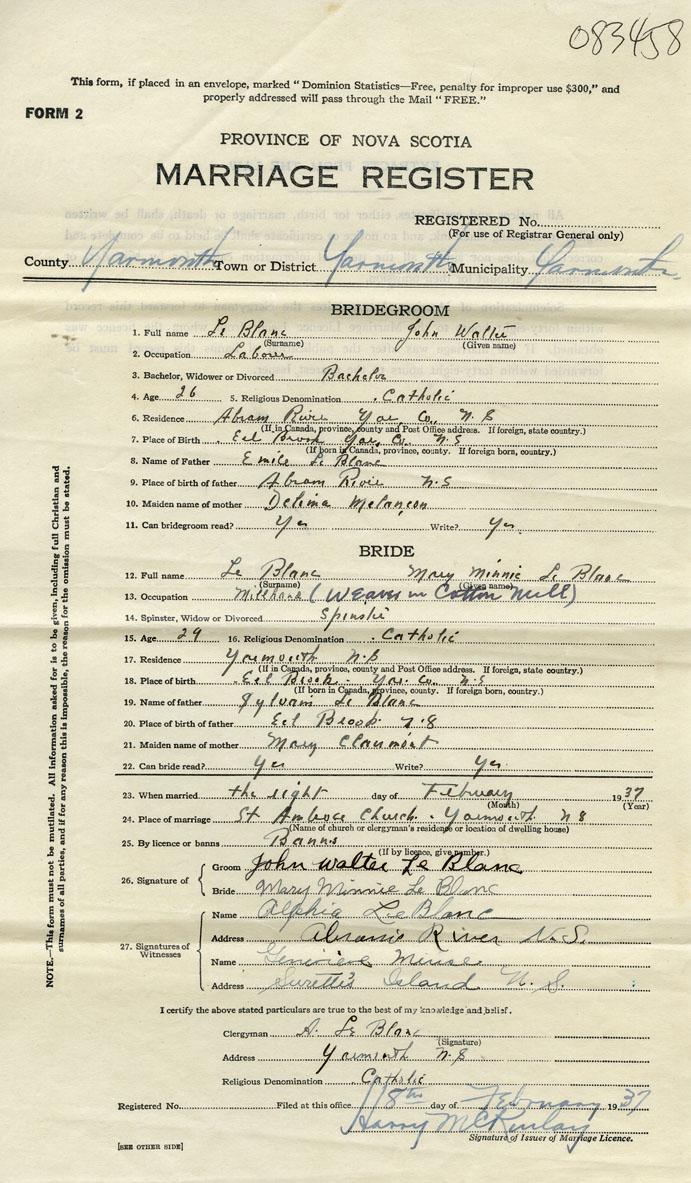 083458
This form, if placed in an envelope, marked "Dominion Statistics—Free, penalty for improper use $300," and
properly addressed will pass through the Mail "FREE."
FORM 2
PROVINCE OF NOVA SCOTIA
MARRIAGE REGISTER
REGISTERED No.
(For use of Registrar General only)
County Yarmouth Town or District Yarmouth Municipality Yarmouth
BRIDEGROOM
1. Full name Le Blanc John Walter
(Surname) (Given name)
2. Occupation Labour
3. Bachelor, Widower or Divorced Bachelor
4. Age 26 5. Religious Denomination Catholic
6. Residence Abram River Yar. Co. N.S
(If in Canada, province, county and Post Office address. If foreign, state country.)
7. Place of Birth Eel Brook Yar. Co. N.S
(If born in Canada, province, county. If foreign born, country.)
8. Name of Father Emile Le Blanc
9. Place of birth of father Abram River N.S
10. Maiden name of mother Delima Melançon
11. Can bridegroom read? Yes Write? Yes
BRIDE
12. Full name Le Blanc Mary Minnie Le Blanc
(Surname) (Given name)
13. Occupation Millhand (Weaver in Cotton Mill)
14. Spinster, Widow or Divorced Spinster
15. Age 29 16. Religious Denomination Catholic
17. Residence Yarmouth N.S
(If in Canada, province, county and Post Office address. If foreign, state country.)
18. Place of birth Eel Brook Yar. Co. N.S
(If born in Canada, province, county. If foreign born, country.)
19. Name of father Sylvain Le Blanc
20. Place of birth of father Eel Brook N.S
21. Maiden name of mother Mary Clairmont
22. Can bride read? Yes Write? Yes
23. When married the eight day of February 1937
(Month) (Year)
24. Place of marriage St Ambrose Church - Yarmouth N S
(Name of church or clergyman's residence or location of dwelling house)
25. By licence or banns Banns
(If by licence, give number.)
26. Signature of
Groom John Walter Le Blanc
Bride Mary Minnie Le Blanc
27. Signatures of Witnesses
Name Alphia LeBlanc
Address Abrams River N.S.
Name Genevieve Meuse
Address Surette's Island N. S.
I certify the above stated particulars are true to the best of my knowledge and belief.
Clergyman A. Le Blanc
(Signature)
Address Yarmouth N.S
Religious Denomination Catholic
Registered No. Filed at this office 18th day of February 1937
Harry McKinlay
Signature of Issuer of Marriage Licence.
[SEE OTHER SIDE]
NOTE.—This form must not be mutilated. All information asked for is to be given, including full Christian and
surnames of all parties, and if for any reason this is impossible, the reason for the omission must be stated.